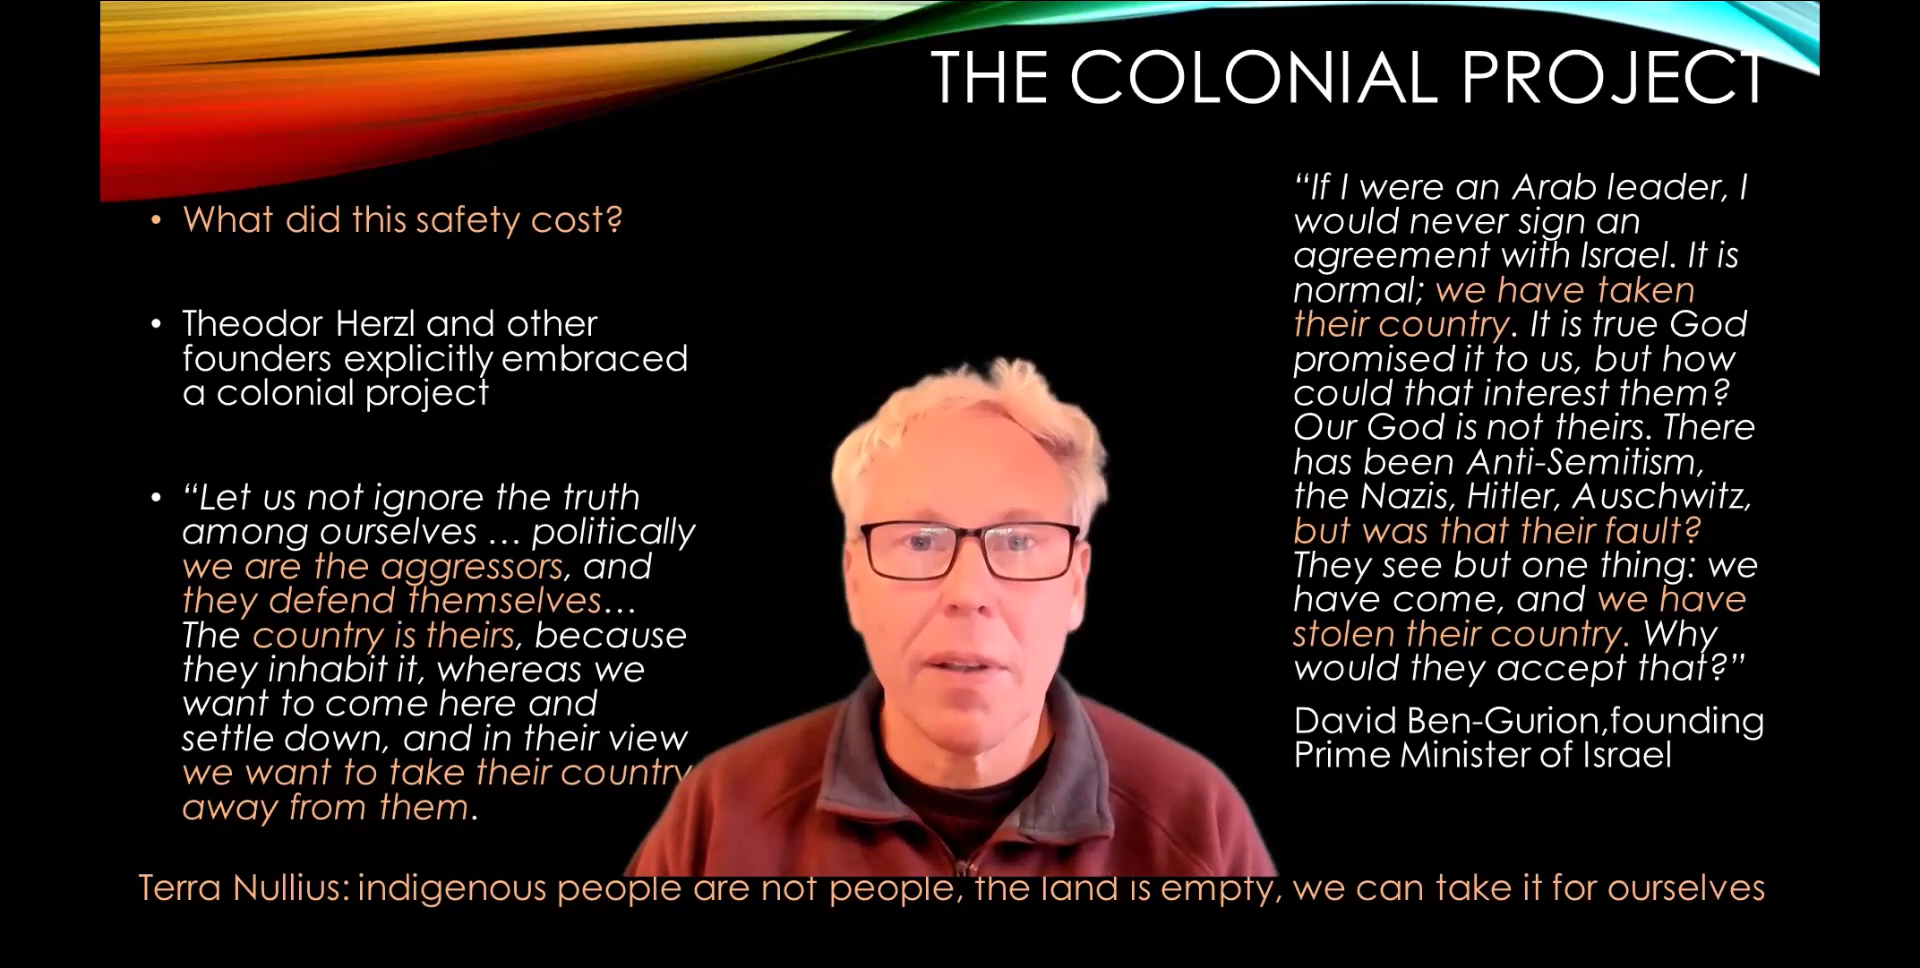 THE COLONIAL PROJECT
• What did this safety cost?
• Theodor Herzl and other
founders explicitly embraced
a colonial project
• “Let us not ignore the truth
among ourselves … politically
we are the aggressors, and
they defend themselves…
The country is theirs, because
they inhabit it, whereas we
want to come here and
settle down, and in their view
we want to take their country
away from them.
“If I were an Arab leader, I
would never sign an
agreement with Israel. It is
normal; we have taken
their country. It is true God
promised it to us, but how
could that interest them?
Our God is not theirs. There
has been Anti-Semitism,
the Nazis, Hitler, Auschwitz,
but was that their fault?
They see but one thing: we
have come, and we have
stolen their country. Why
would they accept that?”
David Ben-Gurion,founding
Prime Minister of Israel
Terra Nullius: indigenous people are not people, the land is empty, we can take it for ourselves